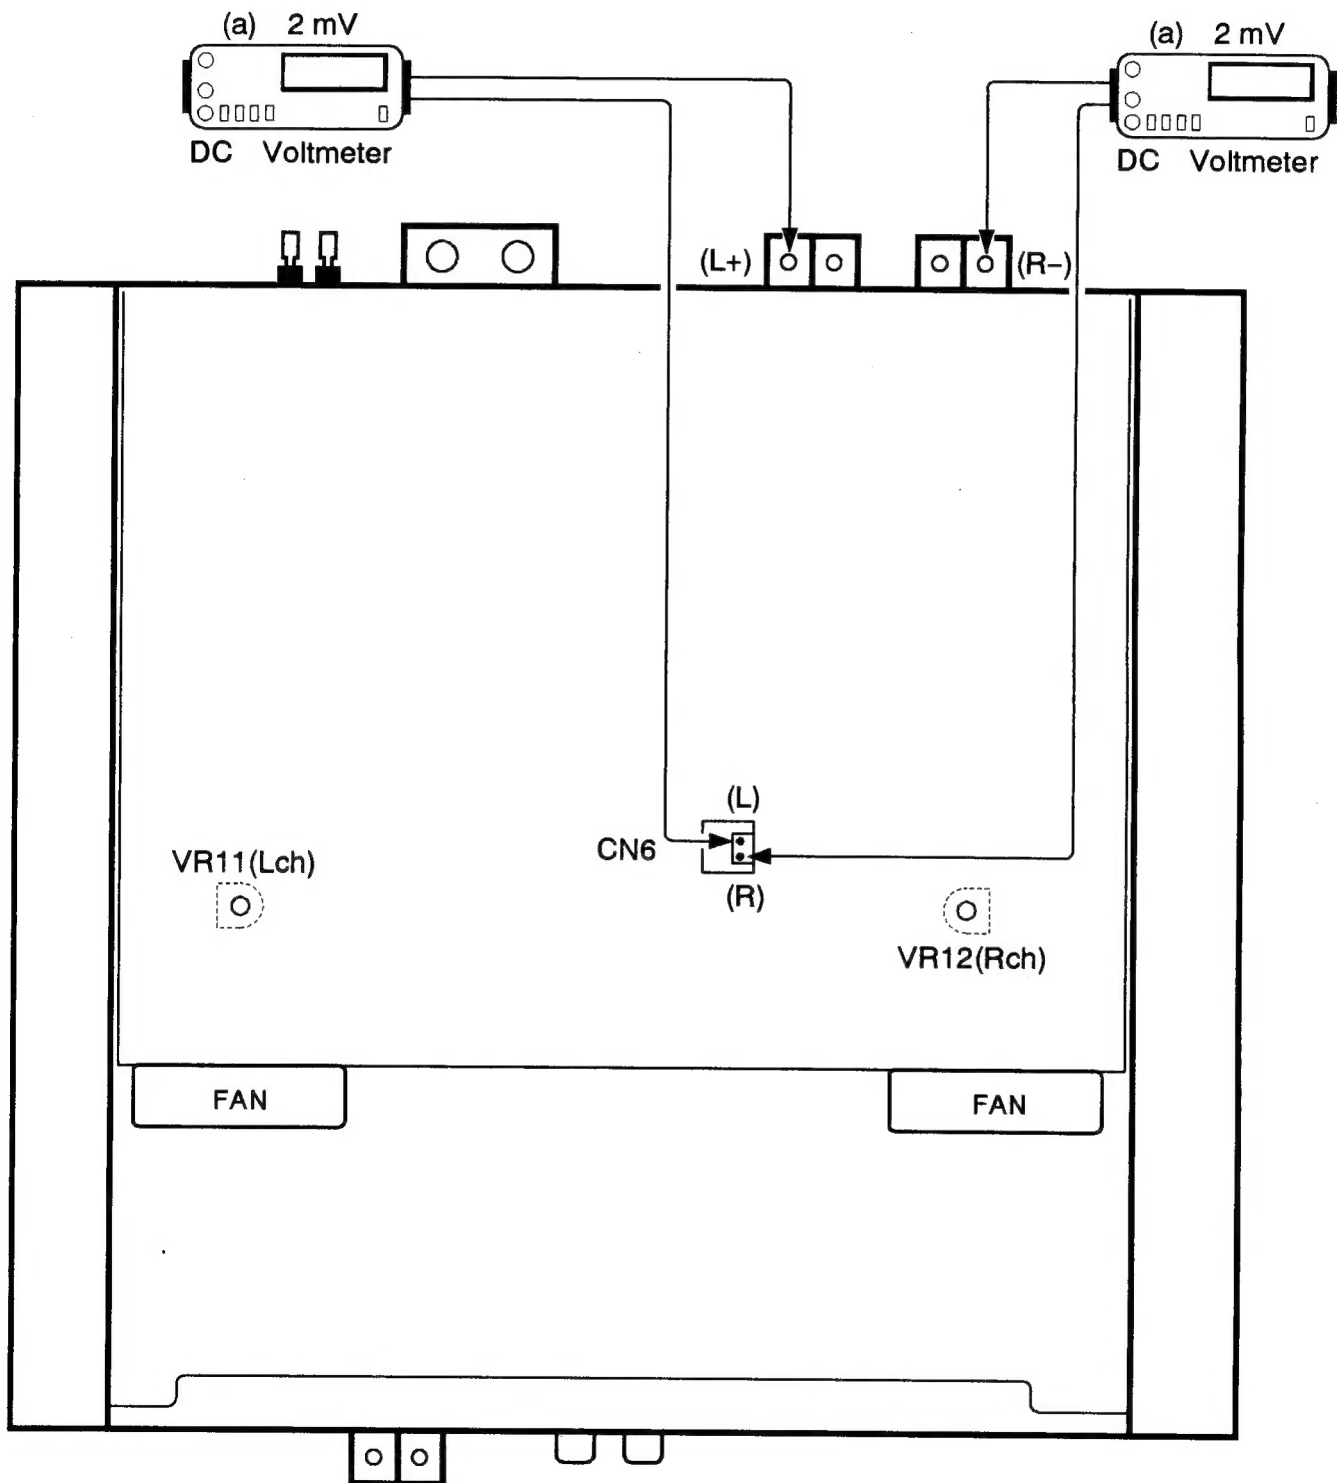 (a) 2 mV
DC Voltmeter
(a) 2 mV
DC Voltmeter
(L+)
(R−)
(L)
CN6
(R)
VR11(Lch)
VR12(Rch)
FAN
FAN